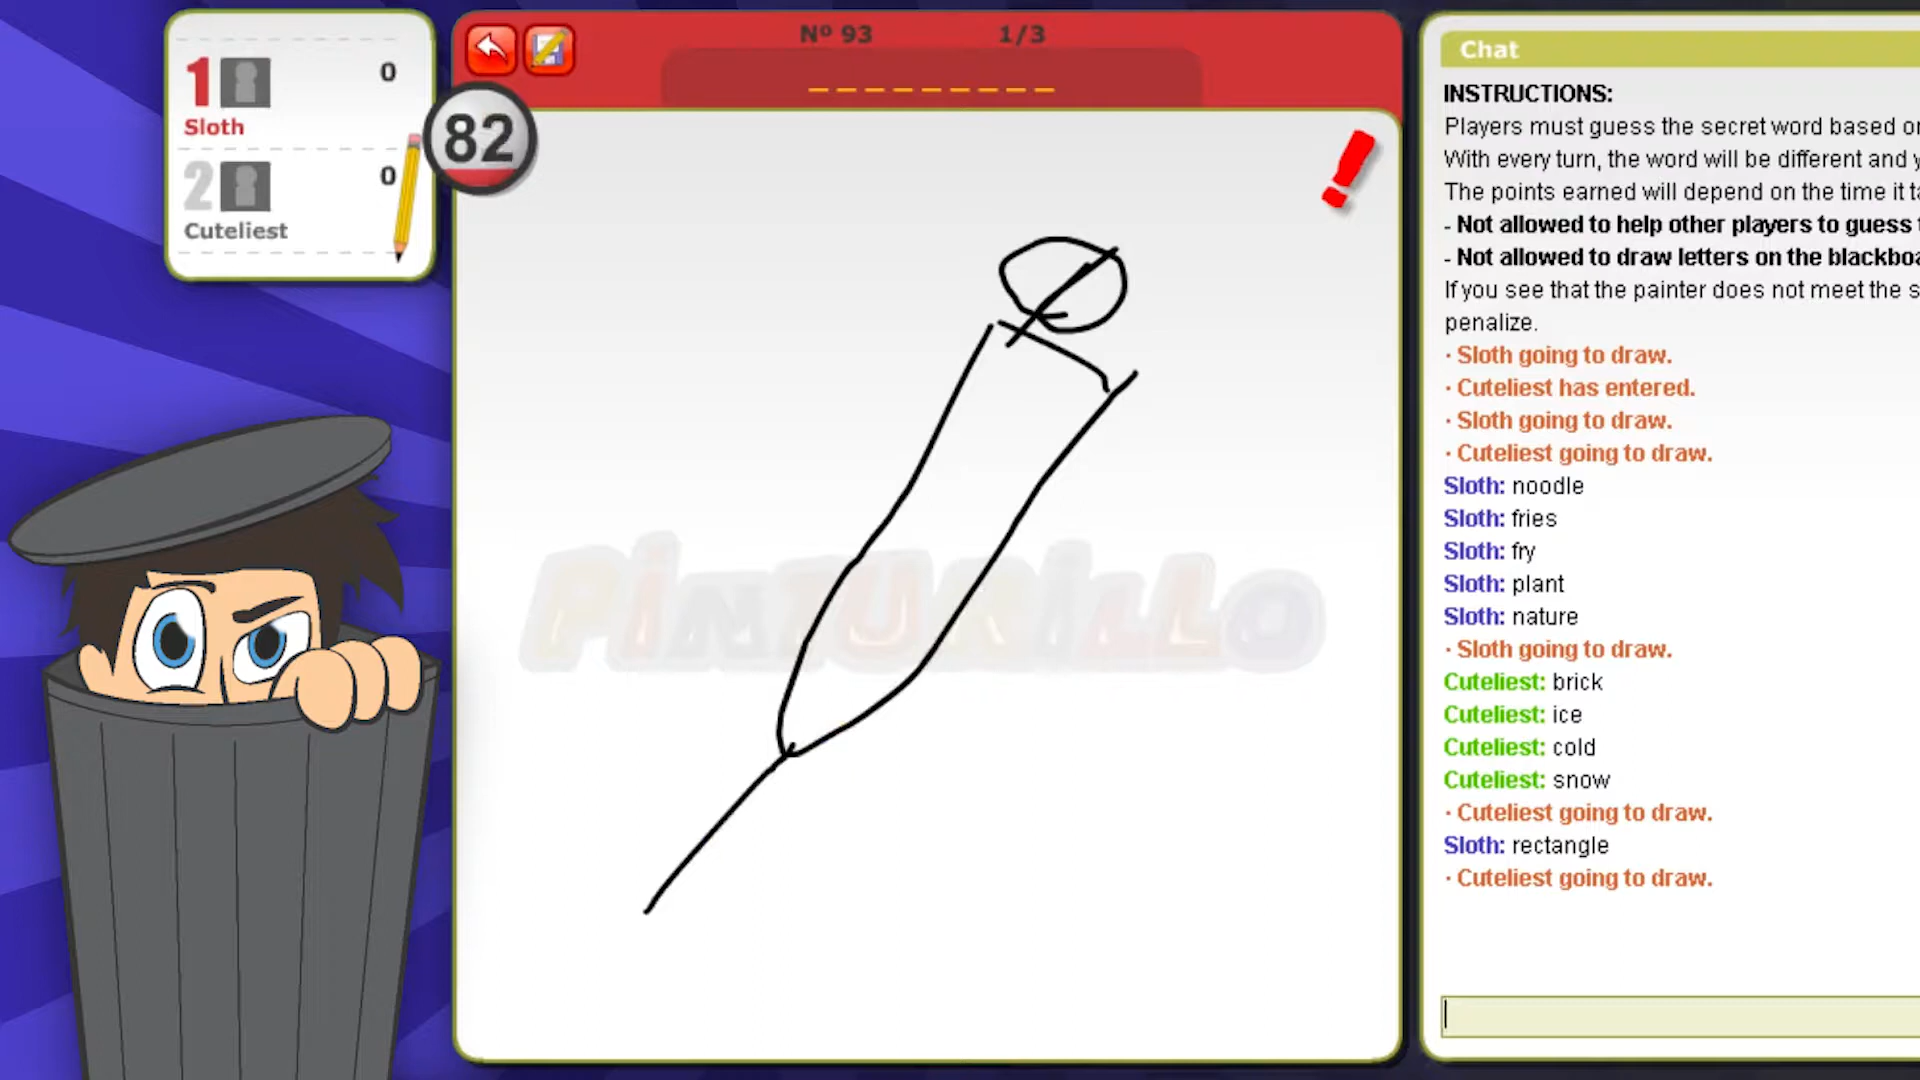 1
0
Sloth
2
0
Cuteliest
82
Nº 93 1/3
PINTURILLO
Chat
INSTRUCTIONS:
Players must guess the secret word based
With every turn, the word will be different and
The points earned will depend on the time it
- Not allowed to help other players to guess
- Not allowed to draw letters on the
If you see that the painter does not meet the
penalize.
· Sloth going to draw.
· Cuteliest has entered.
· Sloth going to draw.
· Cuteliest going to draw.
Sloth: noodle
Sloth: fries
Sloth: fry
Sloth: plant
Sloth: nature
· Sloth going to draw.
Cuteliest: brick
Cuteliest: ice
Cuteliest: cold
Cuteliest: snow
· Cuteliest going to draw.
Sloth: rectangle
· Cuteliest going to draw.